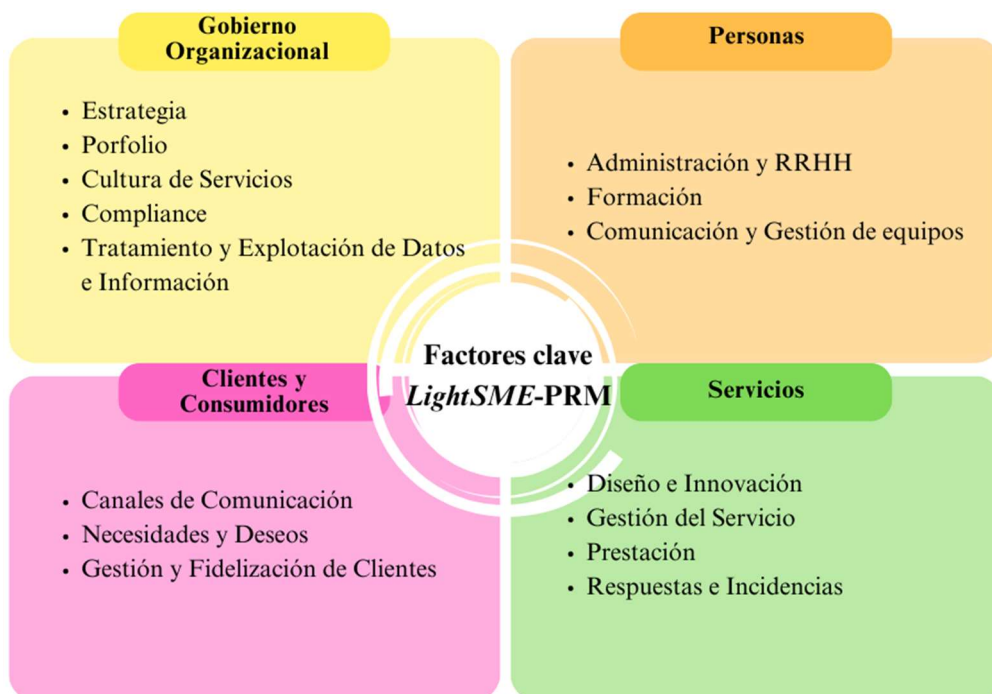 Gobierno
Organizacional
• Estrategia
• Porfolio
• Cultura de Servicios
• Compliance
• Tratamiento y Explotación de Datos
e Información
Personas
• Administración y RRHH
• Formación
• Comunicación y Gestión de equipos
Factores clave
LightSME-PRM
Clientes y
Consumidores
• Canales de Comunicación
• Necesidades y Deseos
• Gestión y Fidelización de Clientes
Servicios
• Diseño e Innovación
• Gestión del Servicio
• Prestación
• Respuestas e Incidencias